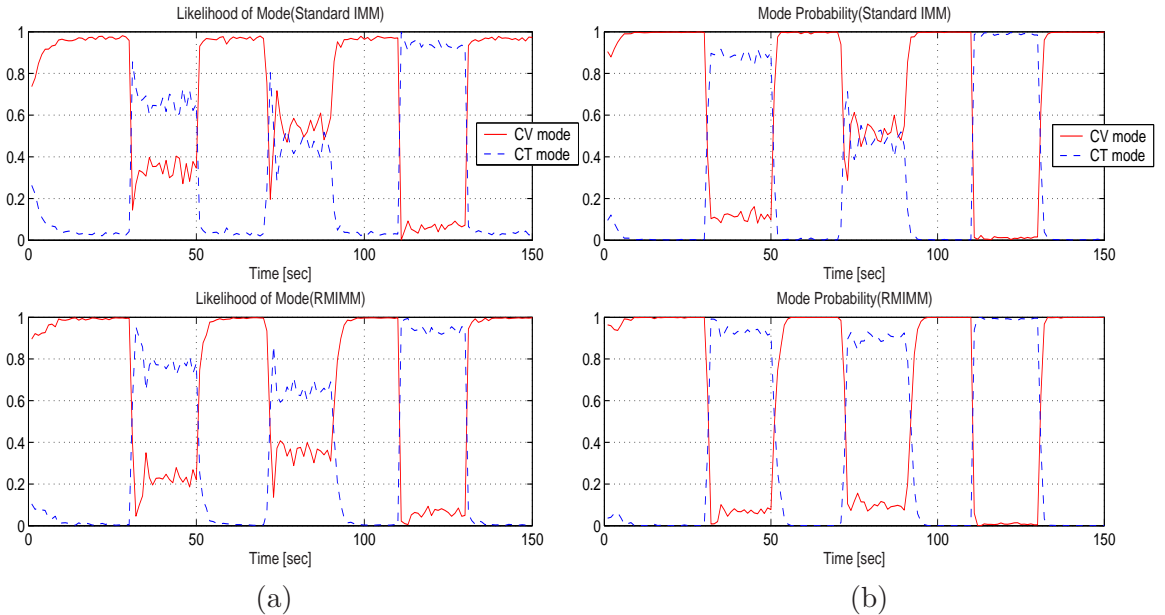 Likelihood of Mode(Standard IMM)
1
0.8
0.6
0.4
0.2
0
0
50
100
150
Time [sec]
CV mode
CT mode
Mode Probability(Standard IMM)
1
0.8
0.6
0.4
0.2
0
0
50
100
150
Time [sec]
CV mode
CT mode
Likelihood of Mode(RMIMM)
1
0.8
0.6
0.4
0.2
0
0
50
100
150
Time [sec]
Mode Probability(RMIMM)
1
0.8
0.6
0.4
0.2
0
0
50
100
150
Time [sec]
(a)
(b)